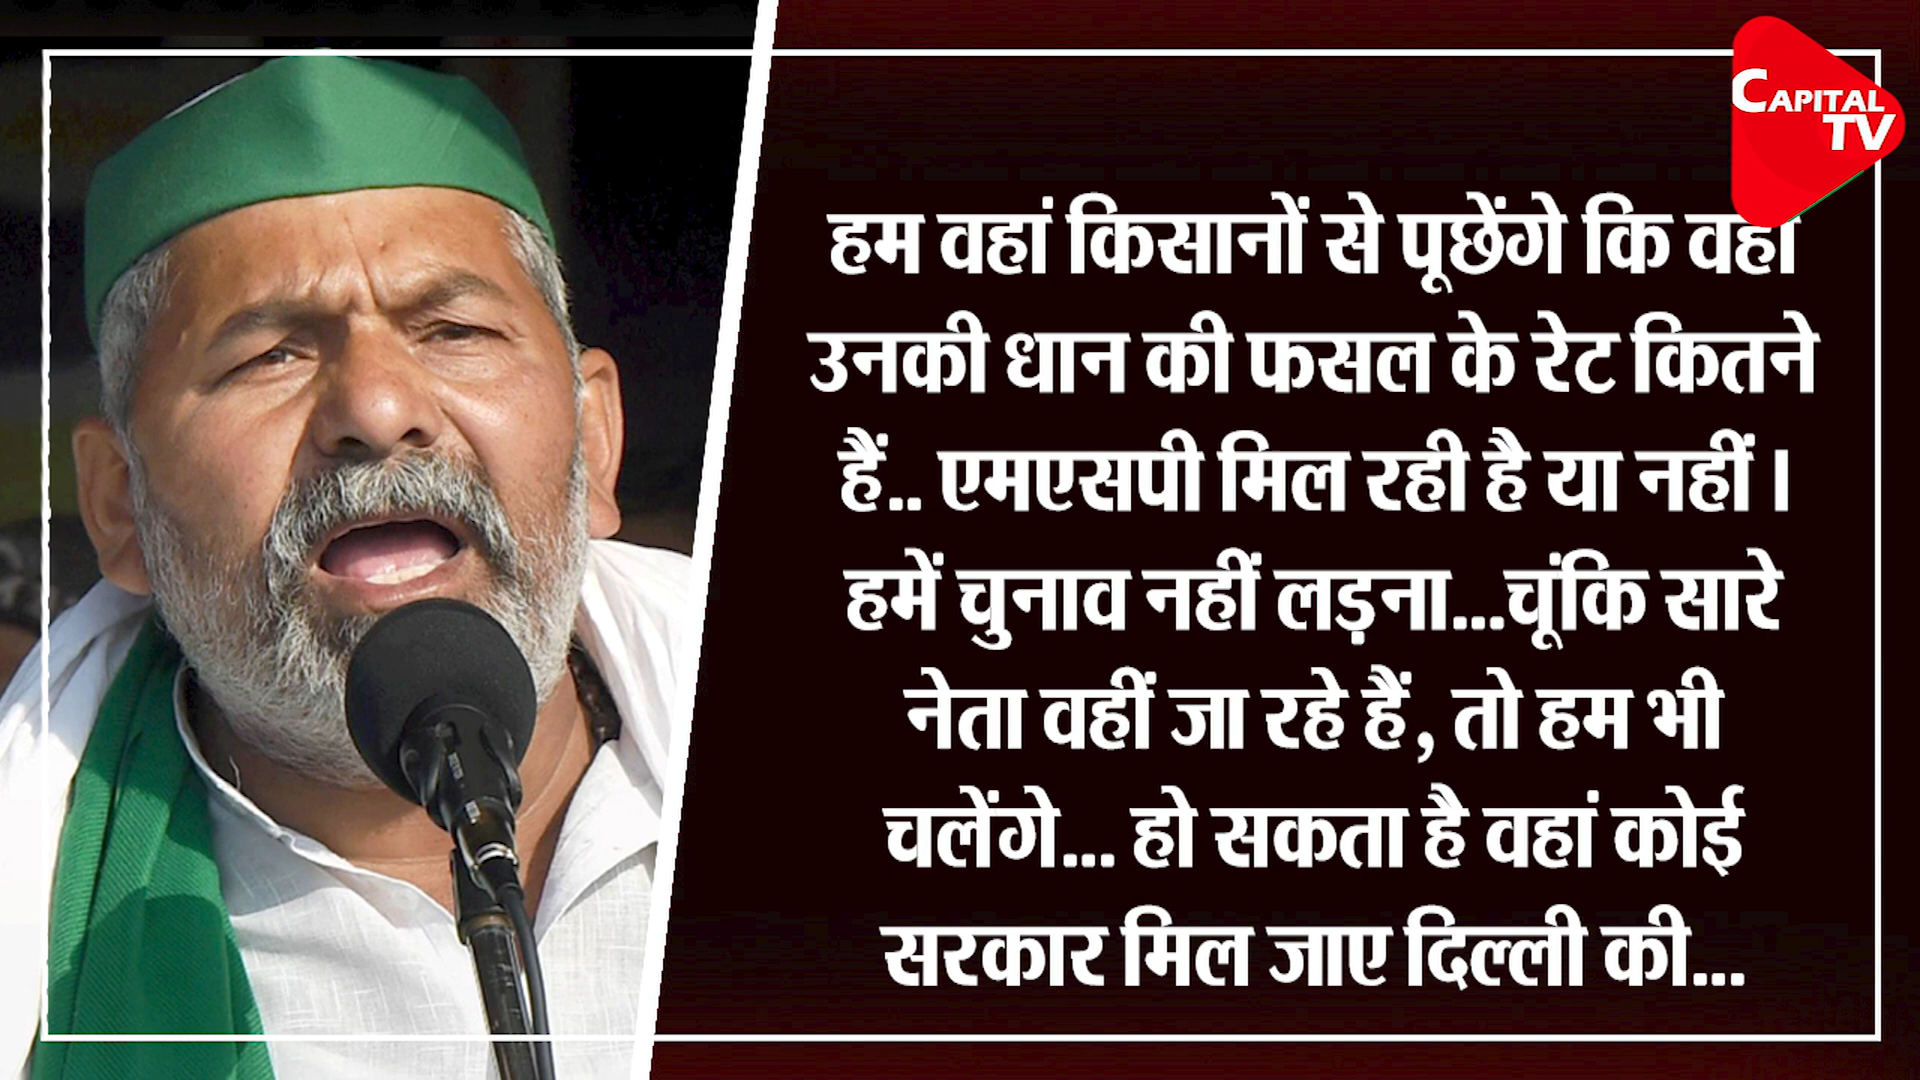 CAPITAL
TV
हम वहां किसानों से पूछेंगे कि वहां
उनकी धान की फसल के रेट कितने
हैं.. एमएसपी मिल रही है या नहीं ।
हमें चुनाव नहीं लड़ना...चूंकि सारे
नेता वहीं जा रहे हैं, तो हम भी
चलेंगे... हो सकता है वहां कोई
सरकार मिल जाए दिल्ली की...